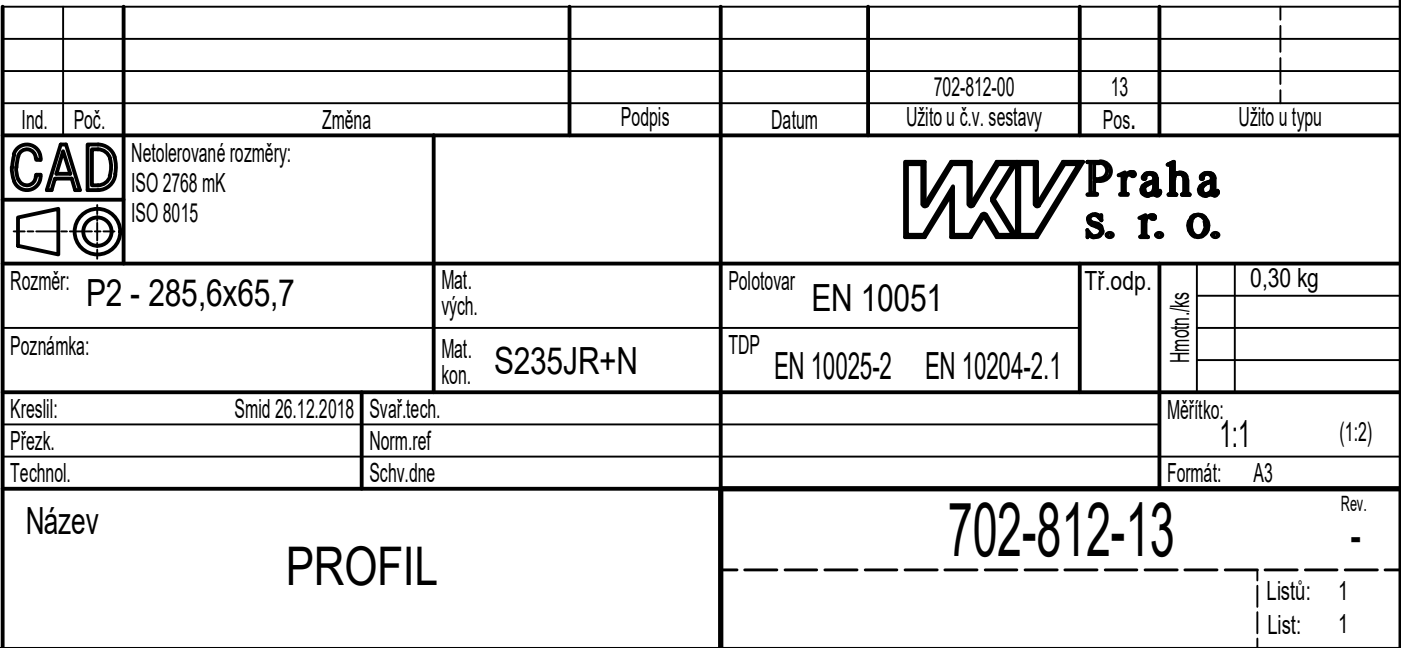 702-812-00 13
Ind. Poč. Změna Podpis Datum Užito u č.v. sestavy Pos. Užito u typu
CAD
Netolerované rozměry:
ISO 2768 mK
ISO 8015
VKV Praha
s. r. o.
Rozměr: P2 - 285,6x65,7
Mat.
vých.
Polotovar EN 10051
Tř.odp.
Hmotn./ks
0,30 kg
Poznámka:
Mat.
kon.
S235JR+N
TDP EN 10025-2 EN 10204-2.1
Kreslil: Smid 26.12.2018 Svař.tech.
Měřítko:
1:1 (1:2)
Přezk. Norm.ref
Technol. Schv.dne
Formát: A3
Název
PROFIL
702-812-13
Rev.
-
Listů: 1
List: 1